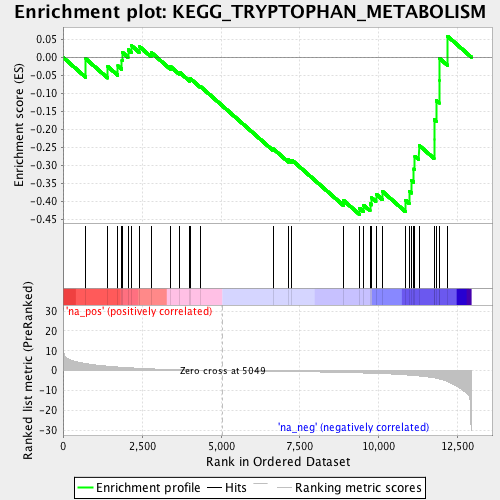 Enrichment plot: KEGG_TRYPTOPHAN_METABOLISM
Enrichment score (ES)
0.05
0.00
-0.05
-0.10
-0.15
-0.20
-0.25
-0.30
-0.35
-0.40
-0.45
'na_pos' (positively correlated)
Ranked list metric (PreRanked)
30
20
10
0
-10
-20
-30
Zero cross at 5049
'na_neg' (negatively correlated)
0 2,500 5,000 7,500 10,000 12,500
Rank in Ordered Dataset
Enrichment profile Hits Ranking metric scores